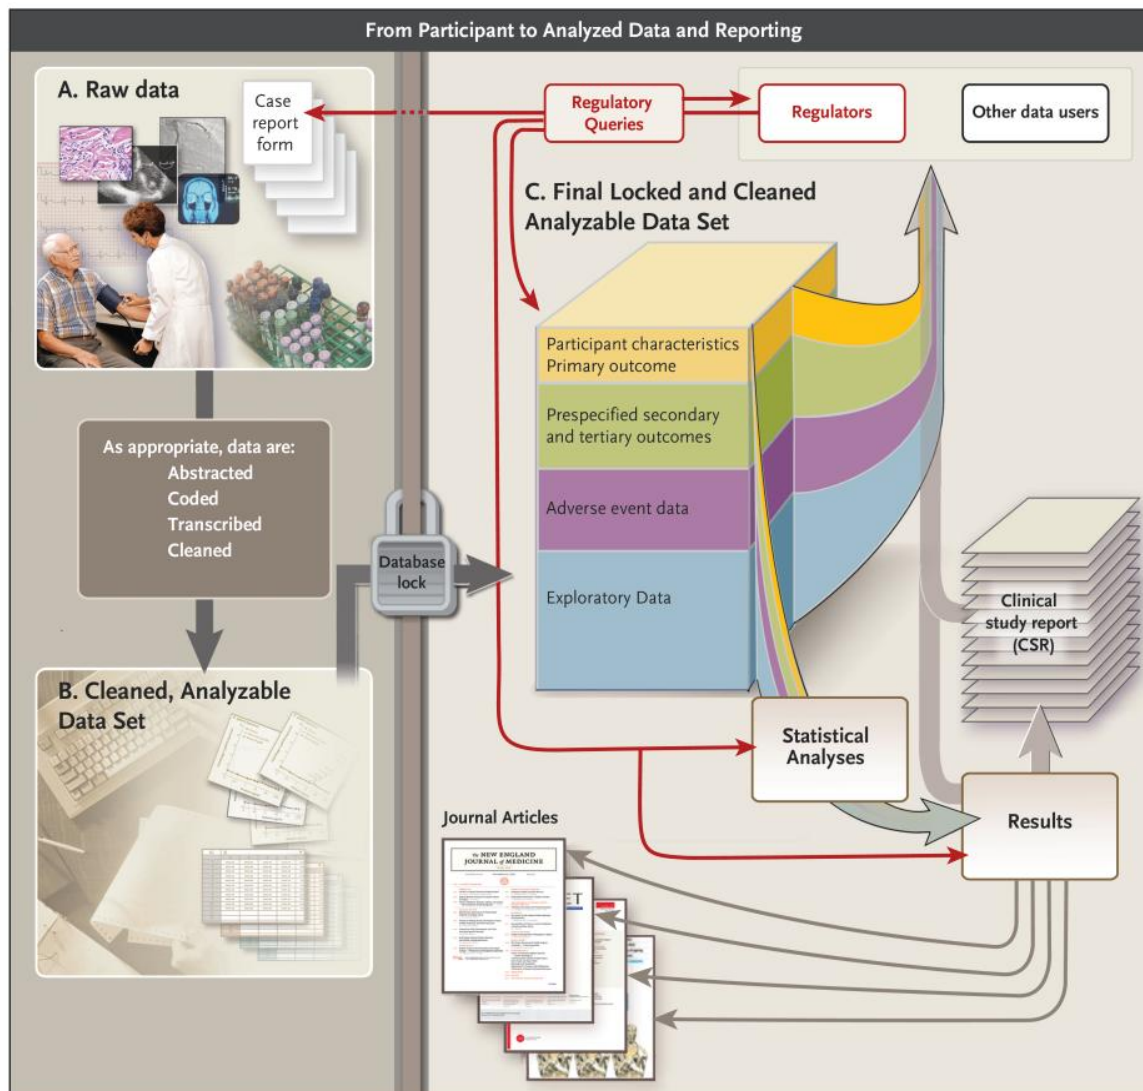 From Participant to Analyzed Data and Reporting
A. Raw data
Case
report
form
Regulatory
Queries
Regulators
Other data users
C. Final Locked and Cleaned
Analyzable Data Set
Participant characteristics
Primary outcome
Prespecified secondary
and tertiary outcomes
Adverse event data
Exploratory Data
As appropriate, data are:
Abstracted
Coded
Transcribed
Cleaned
Database
lock
B. Cleaned, Analyzable
Data Set
Clinical
study report
(CSR)
Statistical
Analyses
Results
Journal Articles
the NEW ENGLAND
JOURNAL of MEDICINE
ET